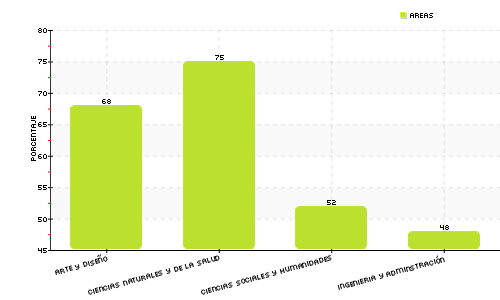 AREAS
80
75
70
65
60
55
50
45
PORCENTAJE
68
75
52
48
ARTE Y DISEÑO
CIENCIAS NATURALES Y DE LA SALUD
CIENCIAS SOCIALES Y HUMANIDADES
INGENIERIA Y ADMINSTRACIÓN